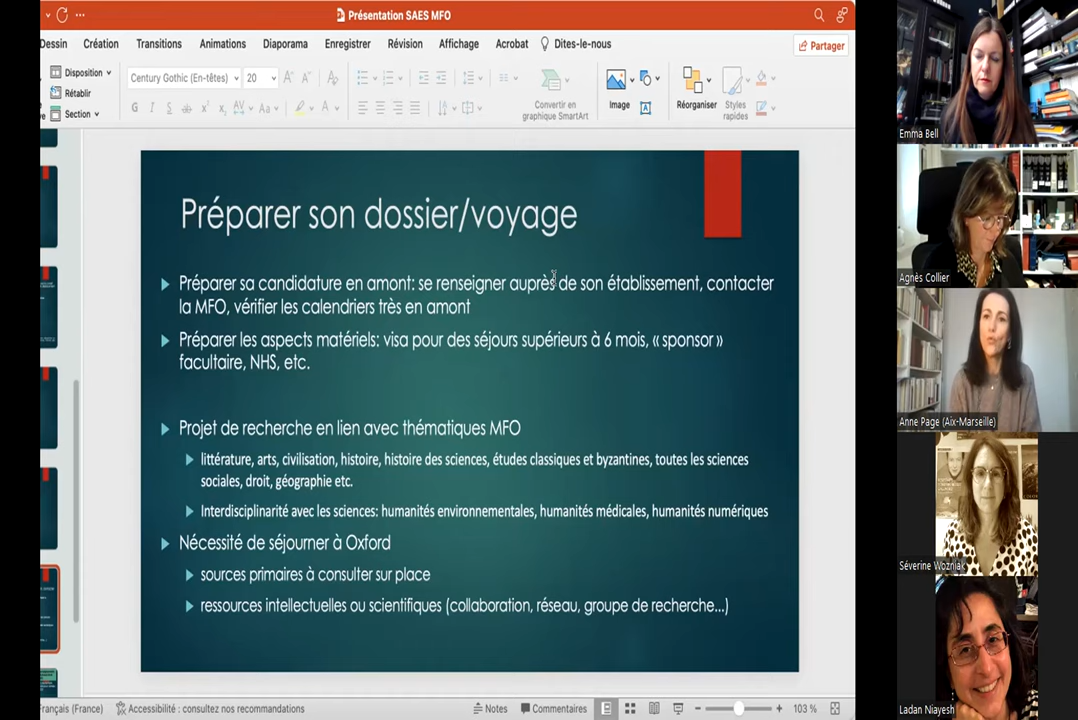 Présentation SAES MFO
Dessin Création Transitions Animations Diaporama Enregistrer Révision Affichage Acrobat Dites-le-nous
Partager
Disposition
Rétablir
Section
Century Gothic (En-têtes) 20
Convertir en
graphique SmartArt
Image
Réorganiser
Styles
rapides
Préparer son dossier/voyage
Préparer sa candidature en amont: se renseigner auprès de son établissement, contacter
la MFO, vérifier les calendriers très en amont
Préparer les aspects matériels: visa pour des séjours supérieurs à 6 mois, « sponsor »
facultaire, NHS, etc.
Projet de recherche en lien avec thématiques MFO
littérature, arts, civilisation, histoire, histoire des sciences, études classiques et byzantines, toutes les sciences
sociales, droit, géographie etc.
Interdisciplinarité avec les sciences: humanités environnementales, humanités médicales, humanités numériques
Nécessité de séjourner à Oxford
sources primaires à consulter sur place
ressources intellectuelles ou scientifiques (collaboration, réseau, groupe de recherche...)
Français (France) Accessibilité : consultez nos recommandations
Notes Commentaires 103 %
Emma Bell
Agnès Collier
Anne Page (Aix-Marseille)
Séverine Wozniak
Ladan Niayesh